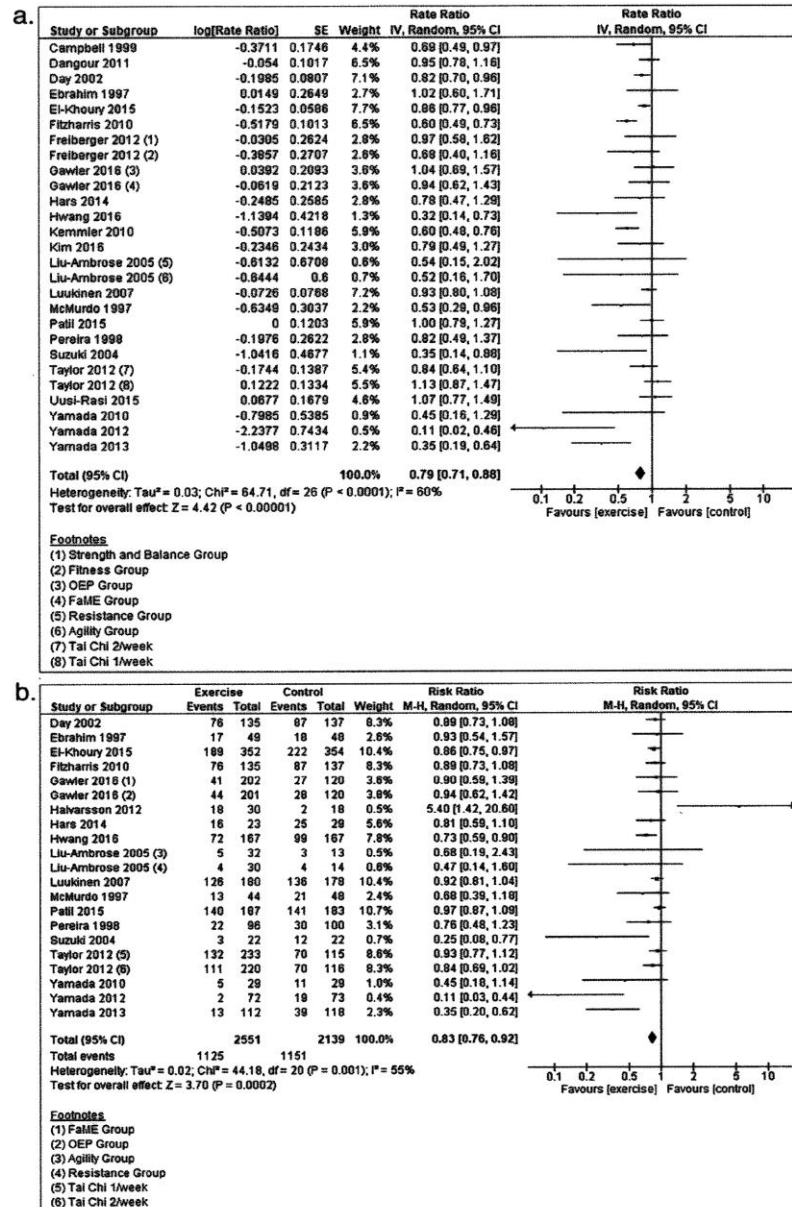 a.
Rate Ratio Rate Ratio
Study or Subgroup log[Rate Ratio] SE Weight IV, Random, 95% CI IV, Random, 95% CI
Campbell 1999 -0.3711 0.1746 4.4% 0.69 [0.49, 0.97]
Dangour 2011 -0.054 0.1017 6.6% 0.95 [0.78, 1.16]
Day 2002 -0.1985 0.0807 7.1% 0.82 [0.70, 0.96]
Ebrahim 1997 0.0149 0.2649 2.7% 1.02 [0.60, 1.71]
El-Khoury 2015 -0.1523 0.0586 7.7% 0.86 [0.77, 0.96]
Fitzharris 2010 -0.5179 0.1013 6.6% 0.60 [0.49, 0.73]
Freiberger 2012 (1) -0.0305 0.2624 2.8% 0.97 [0.58, 1.62]
Freiberger 2012 (2) -0.3857 0.2707 2.7% 0.68 [0.40, 1.16]
Gawler 2016 (3) 0.0392 0.2093 3.6% 1.04 [0.69, 1.57]
Gawler 2016 (4) -0.0619 0.2123 3.6% 0.94 [0.62, 1.43]
Hars 2014 -0.2485 0.2585 2.8% 0.78 [0.47, 1.29]
Hwang 2016 -1.1394 0.4218 1.3% 0.32 [0.14, 0.73]
Kemmler 2010 -0.5073 0.1186 6.0% 0.60 [0.48, 0.76]
Kim 2016 -0.2346 0.2434 3.0% 0.79 [0.49, 1.27]
Liu-Ambrose 2005 (5) -0.6132 0.6708 0.6% 0.54 [0.15, 2.02]
Liu-Ambrose 2005 (6) -0.6444 0.6 0.7% 0.52 [0.16, 1.70]
Luukinen 2007 -0.0726 0.0768 7.2% 0.93 [0.80, 1.08]
McMurdo 1997 -0.6349 0.3037 2.2% 0.53 [0.29, 0.96]
Patil 2015 0 0.1203 5.9% 1.00 [0.79, 1.27]
Pereira 1998 -0.1976 0.2622 2.8% 0.82 [0.49, 1.37]
Suzuki 2004 -1.0416 0.4677 1.1% 0.35 [0.14, 0.88]
Taylor 2012 (7) -0.1744 0.1387 5.4% 0.84 [0.64, 1.10]
Taylor 2012 (8) 0.1222 0.1334 5.6% 1.13 [0.87, 1.47]
Uusi-Rasi 2015 0.0677 0.1679 4.6% 1.07 [0.77, 1.49]
Yamada 2010 -0.7985 0.5385 0.9% 0.45 [0.16, 1.29]
Yamada 2012 -2.2377 0.7434 0.5% 0.11 [0.02, 0.46]
Yamada 2013 -1.0498 0.3117 2.2% 0.35 [0.19, 0.64]
Total (95% CI) 100.0% 0.79 [0.71, 0.88]
Heterogeneity: Tau² = 0.03; Chi² = 64.71, df = 26 (P < 0.0001); I² = 60%
Test for overall effect: Z = 4.42 (P < 0.00001)
0.1 0.2 0.5 1 2 5 10
Favours [exercise] Favours [control]
Footnotes
(1) Strength and Balance Group
(2) Fitness Group
(3) OEP Group
(4) FaME Group
(5) Resistance Group
(6) Agility Group
(7) Tai Chi 2/week
(8) Tai Chi 1/week
b.
Exercise Control Risk Ratio Risk Ratio
Study or Subgroup Events Total Events Total Weight M-H, Random, 95% CI M-H, Random, 95% CI
Day 2002 76 135 87 137 8.3% 0.89 [0.73, 1.08]
Ebrahim 1997 17 49 18 48 2.6% 0.93 [0.54, 1.57]
El-Khoury 2015 189 352 222 354 10.4% 0.86 [0.75, 0.97]
Fitzharris 2010 76 135 87 137 8.3% 0.89 [0.73, 1.08]
Gawler 2016 (1) 41 202 27 120 3.6% 0.90 [0.59, 1.39]
Gawler 2016 (2) 44 201 28 120 3.7% 0.94 [0.62, 1.42]
Halvarsson 2012 18 30 2 18 0.5% 5.40 [1.42, 20.60]
Hars 2014 16 23 25 29 5.6% 0.81 [0.59, 1.10]
Hwang 2016 72 167 99 167 7.8% 0.73 [0.59, 0.90]
Liu-Ambrose 2005 (3) 5 32 3 13 0.5% 0.68 [0.19, 2.43]
Liu-Ambrose 2005 (4) 4 30 4 14 0.6% 0.47 [0.14, 1.60]
Luukinen 2007 126 180 136 178 10.4% 0.92 [0.81, 1.04]
McMurdo 1997 13 44 21 48 2.5% 0.68 [0.39, 1.18]
Patil 2015 140 187 141 183 10.7% 0.97 [0.87, 1.09]
Pereira 1998 22 96 30 100 3.1% 0.76 [0.48, 1.23]
Suzuki 2004 3 22 12 22 0.7% 0.25 [0.08, 0.77]
Taylor 2012 (5) 132 233 70 115 8.6% 0.93 [0.77, 1.12]
Taylor 2012 (6) 111 220 70 116 8.3% 0.84 [0.69, 1.02]
Yamada 2010 5 29 11 29 1.0% 0.45 [0.18, 1.14]
Yamada 2012 2 72 19 73 0.4% 0.11 [0.03, 0.44]
Yamada 2013 13 112 39 118 2.2% 0.35 [0.20, 0.62]
Total (95% CI) 2551 2139 100.0% 0.83 [0.76, 0.92]
Total events 1125 1151
Heterogeneity: Tau² = 0.02; Chi² = 44.18, df = 20 (P = 0.001); I² = 55%
Test for overall effect: Z = 3.70 (P = 0.0002)
0.1 0.2 0.5 1 2 5 10
Favours [exercise] Favours [control]
Footnotes
(1) FaME Group
(2) OEP Group
(3) Agility Group
(4) Resistance Group
(5) Tai Chi 1/week
(6) Tai Chi 2/week